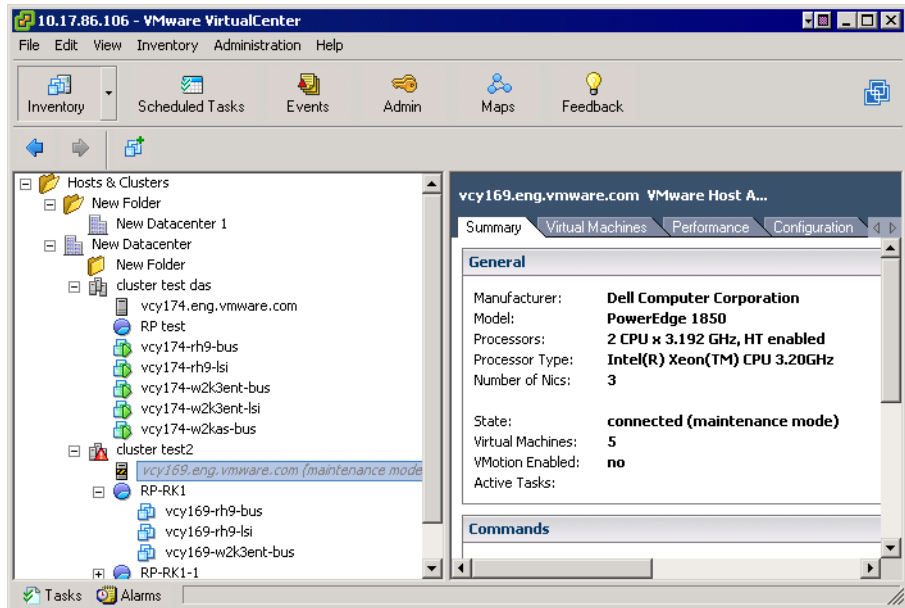 10.17.86.106 - VMware VirtualCenter
File Edit View Inventory Administration Help
Inventory Scheduled Tasks Events Admin Maps Feedback
Hosts & Clusters
New Folder
New Datacenter 1
New Datacenter
New Folder
cluster test das
vcy174.eng.vmware.com
RP test
vcy174-rh9-bus
vcy174-rh9-lsi
vcy174-w2k3ent-bus
vcy174-w2k3ent-lsi
vcy174-w2kas-bus
cluster test2
vcy169.eng.vmware.com (maintenance mode
RP-RK1
vcy169-rh9-bus
vcy169-rh9-lsi
vcy169-w2k3ent-bus
RP-RK1-1
vcy169.eng.vmware.com VMware Host A...
Summary Virtual Machines Performance Configuration
General
Manufacturer: Dell Computer Corporation
Model: PowerEdge 1850
Processors: 2 CPU x 3.192 GHz, HT enabled
Processor Type: Intel(R) Xeon(TM) CPU 3.20GHz
Number of Nics: 3
State: connected (maintenance mode)
Virtual Machines: 5
VMotion Enabled: no
Active Tasks:
Commands
Tasks Alarms